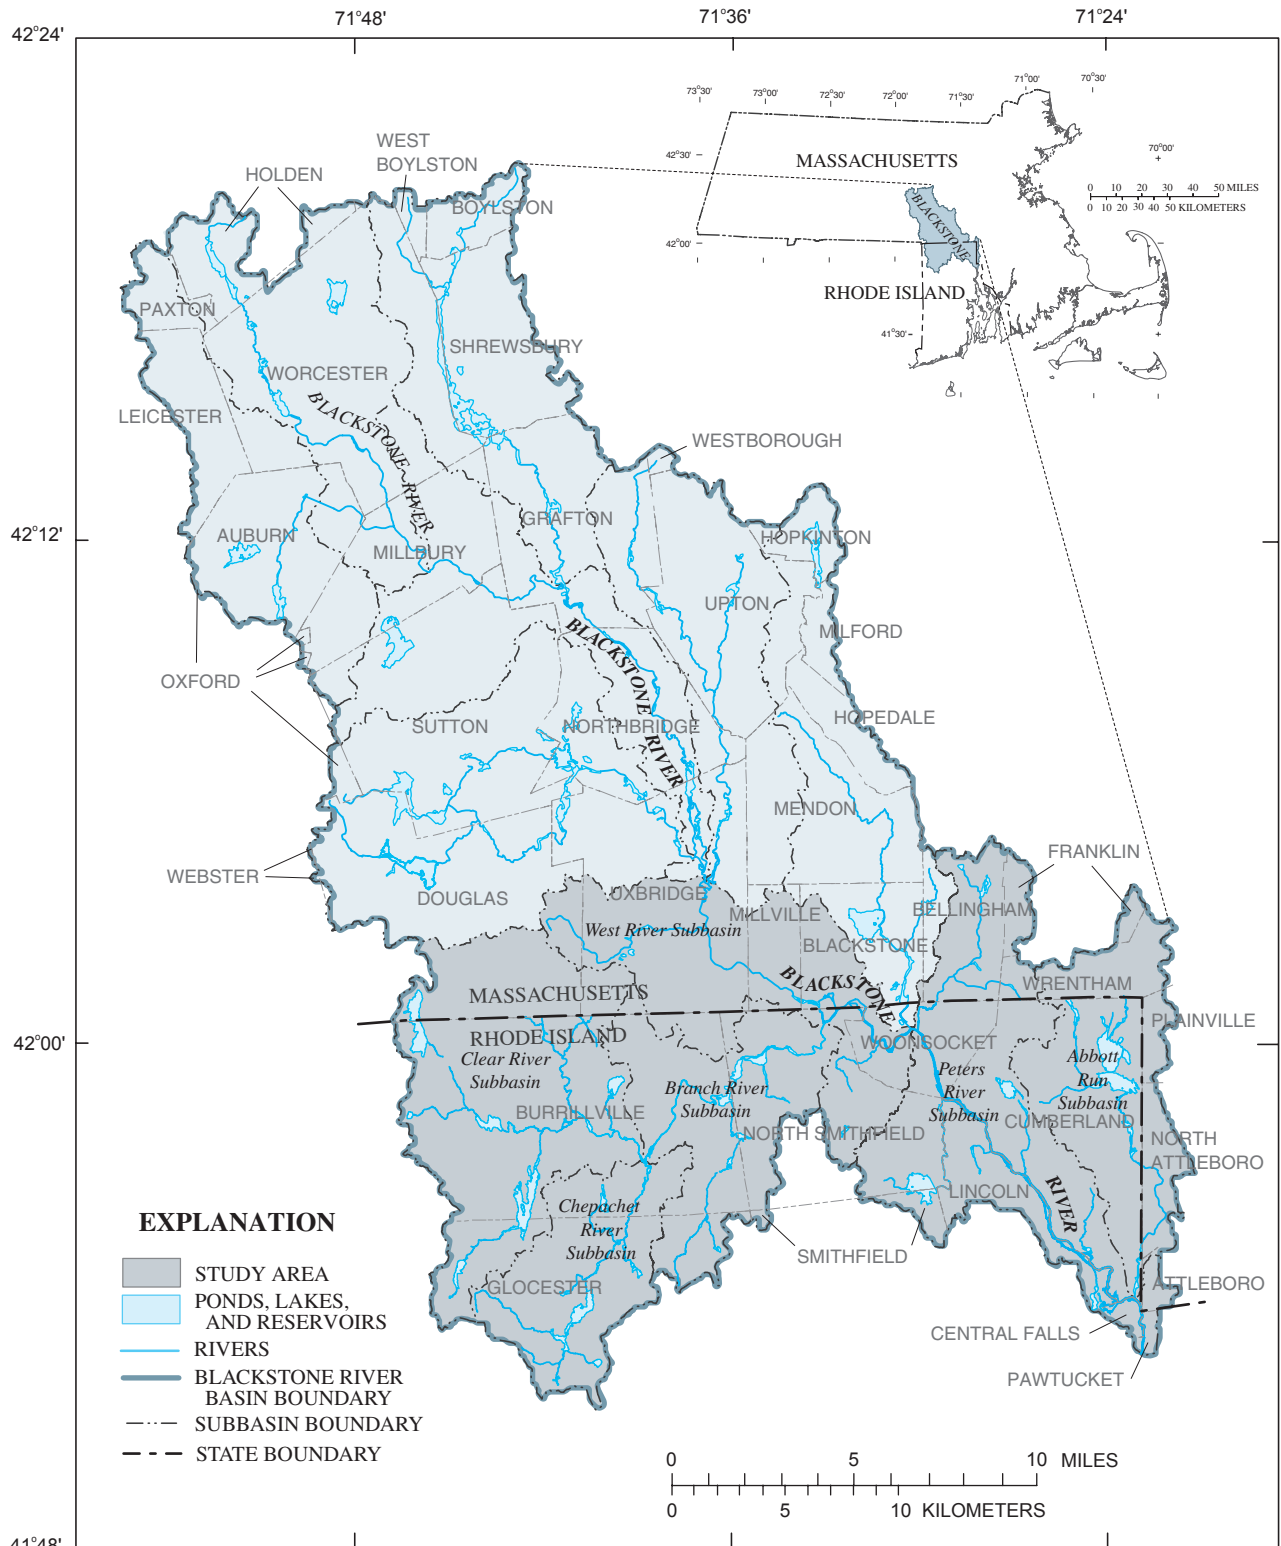 71°48'
71°36'
71°24'
42°24'
73°30'
73°00'
72°30'
72°00'
71°30'
71°00'
70°30'
70°00'
42°30'
42°00'
41°30'
MASSACHUSETTS
BLACKSTONE
RHODE ISLAND
0 10 20 30 40 50 MILES
0 10 20 30 40 50 KILOMETERS
WEST
BOYLSTON
HOLDEN
BOYLSTON
PAXTON
SHREWSBURY
WORCESTER
LEICESTER
BLACKSTONE RIVER
WESTBOROUGH
42°12'
AUBURN
GRAFTON
HOPKINTON
MILLBURY
UPTON
MILFORD
BLACKSTONE RIVER
OXFORD
SUTTON
NORTHBRIDGE
HOPEDALE
MENDON
WEBSTER
FRANKLIN
DOUGLAS
UXBRIDGE
MILLVILLE
BELLINGHAM
West River Subbasin
BLACKSTONE
BLACKSTONE
MASSACHUSETTS
WRENTHAM
PLAINVILLE
42°00'
RHODE ISLAND
WOONSOCKET
Clear River
Subbasin
Branch River
Subbasin
Peters
River
Subbasin
Abbott
Run
Subbasin
BURRILLVILLE
NORTH SMITHFIELD
CUMBERLAND
NORTH
ATTLEBORO
LINCOLN
RIVER
Chepachet
River
Subbasin
SMITHFIELD
GLOCESTER
ATTLEBORO
CENTRAL FALLS
PAWTUCKET
EXPLANATION
STUDY AREA
PONDS, LAKES,
AND RESERVOIRS
RIVERS
BLACKSTONE RIVER
BASIN BOUNDARY
SUBBASIN BOUNDARY
STATE BOUNDARY
0 5 10 MILES
0 5 10 KILOMETERS
41°48'